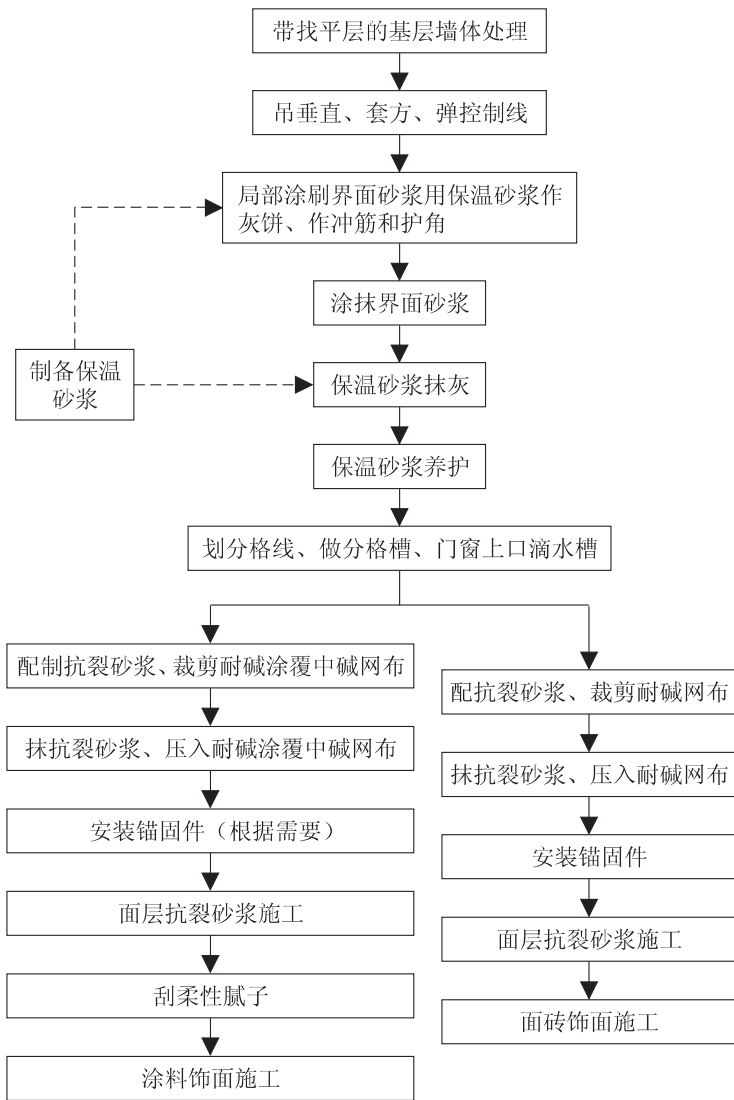 带找平层的基层墙体处理
吊垂直、套方、弹控制线
局部涂刷界面砂浆用保温砂浆作
灰饼、作冲筋和护角
涂抹界面砂浆
制备保温
砂浆
保温砂浆抹灰
保温砂浆养护
划分格线、做分格槽、门窗上口滴水槽
配制抗裂砂浆、裁剪耐碱涂覆中碱网布
抹抗裂砂浆、压入耐碱涂覆中碱网布
安装锚固件（根据需要）
面层抗裂砂浆施工
刮柔性腻子
涂料饰面施工
配抗裂砂浆、裁剪耐碱网布
抹抗裂砂浆、压入耐碱网布
安装锚固件
面层抗裂砂浆施工
面砖饰面施工